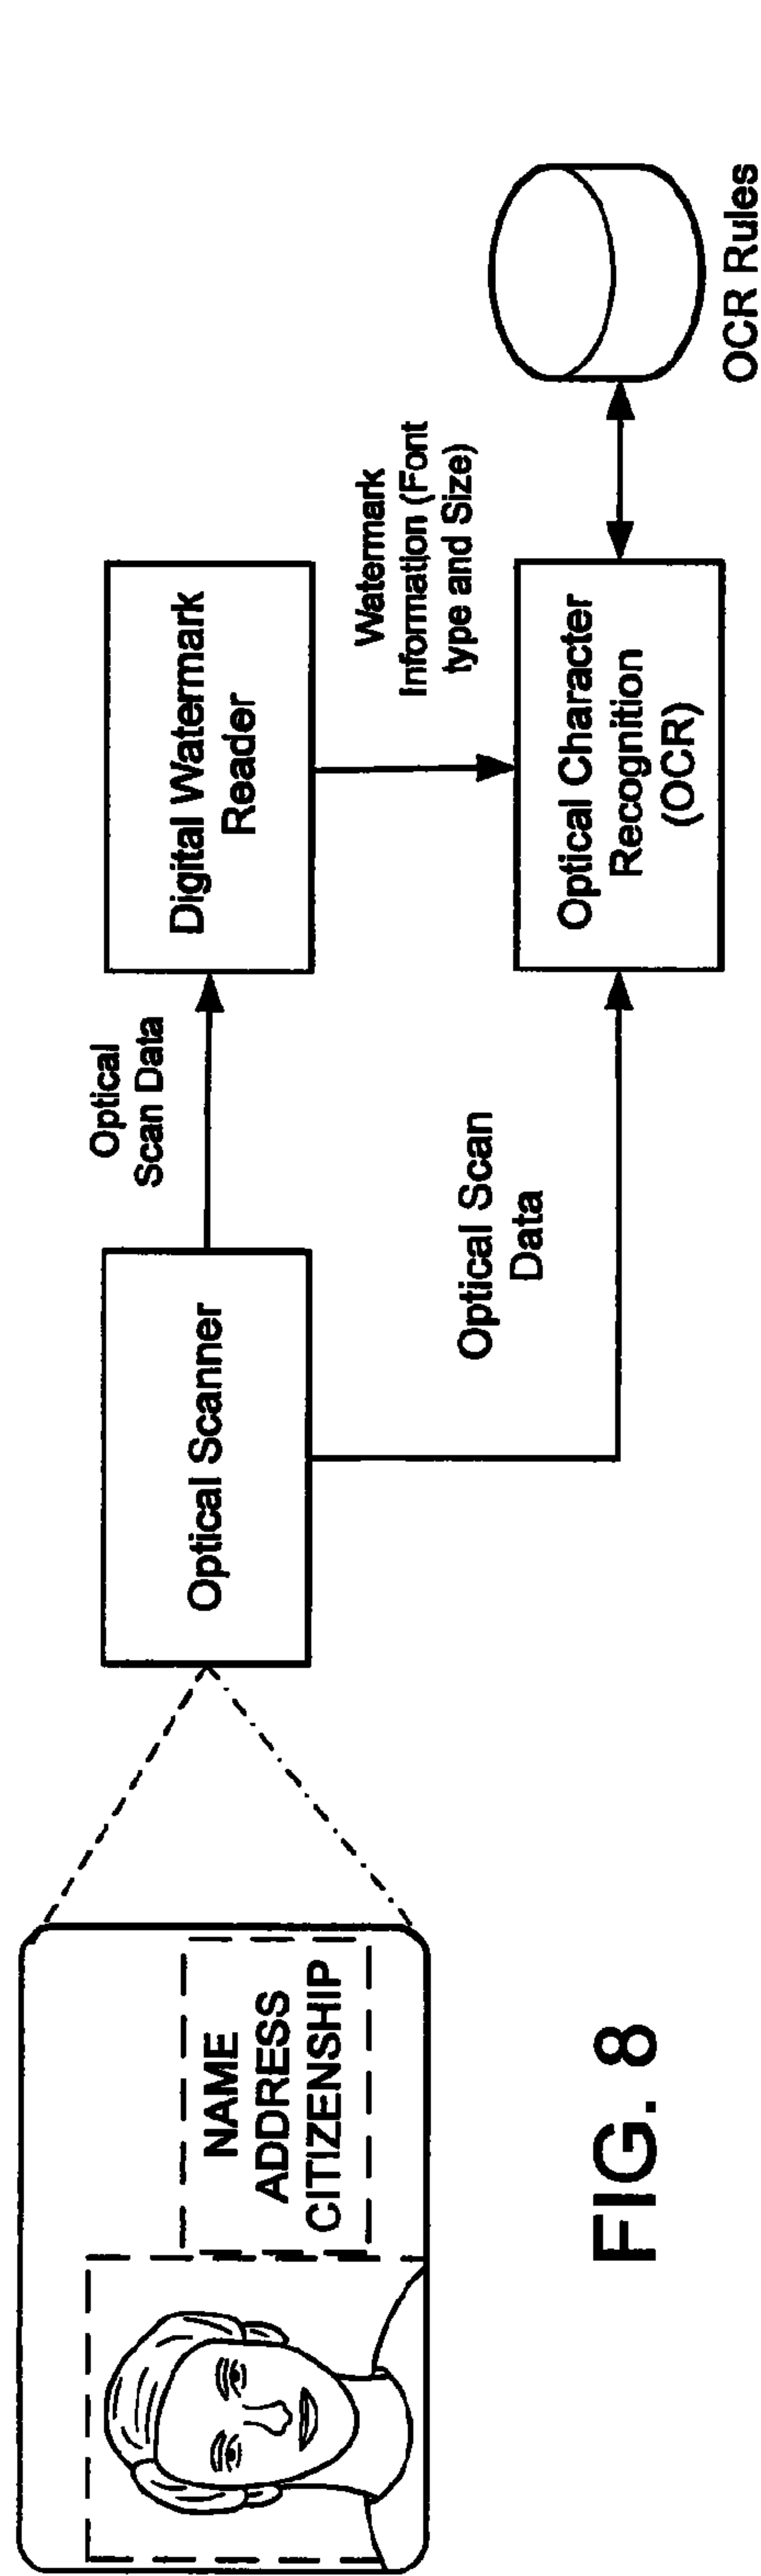 NAME
ADDRESS
CITIZENSHIP
Optical Scanner
Optical
Scan Data
Digital Watermark
Reader
Optical Scan
Data
Watermark
Information (Font
type and Size)
Optical Character
Recognition
(OCR)
OCR Rules
FIG. 8